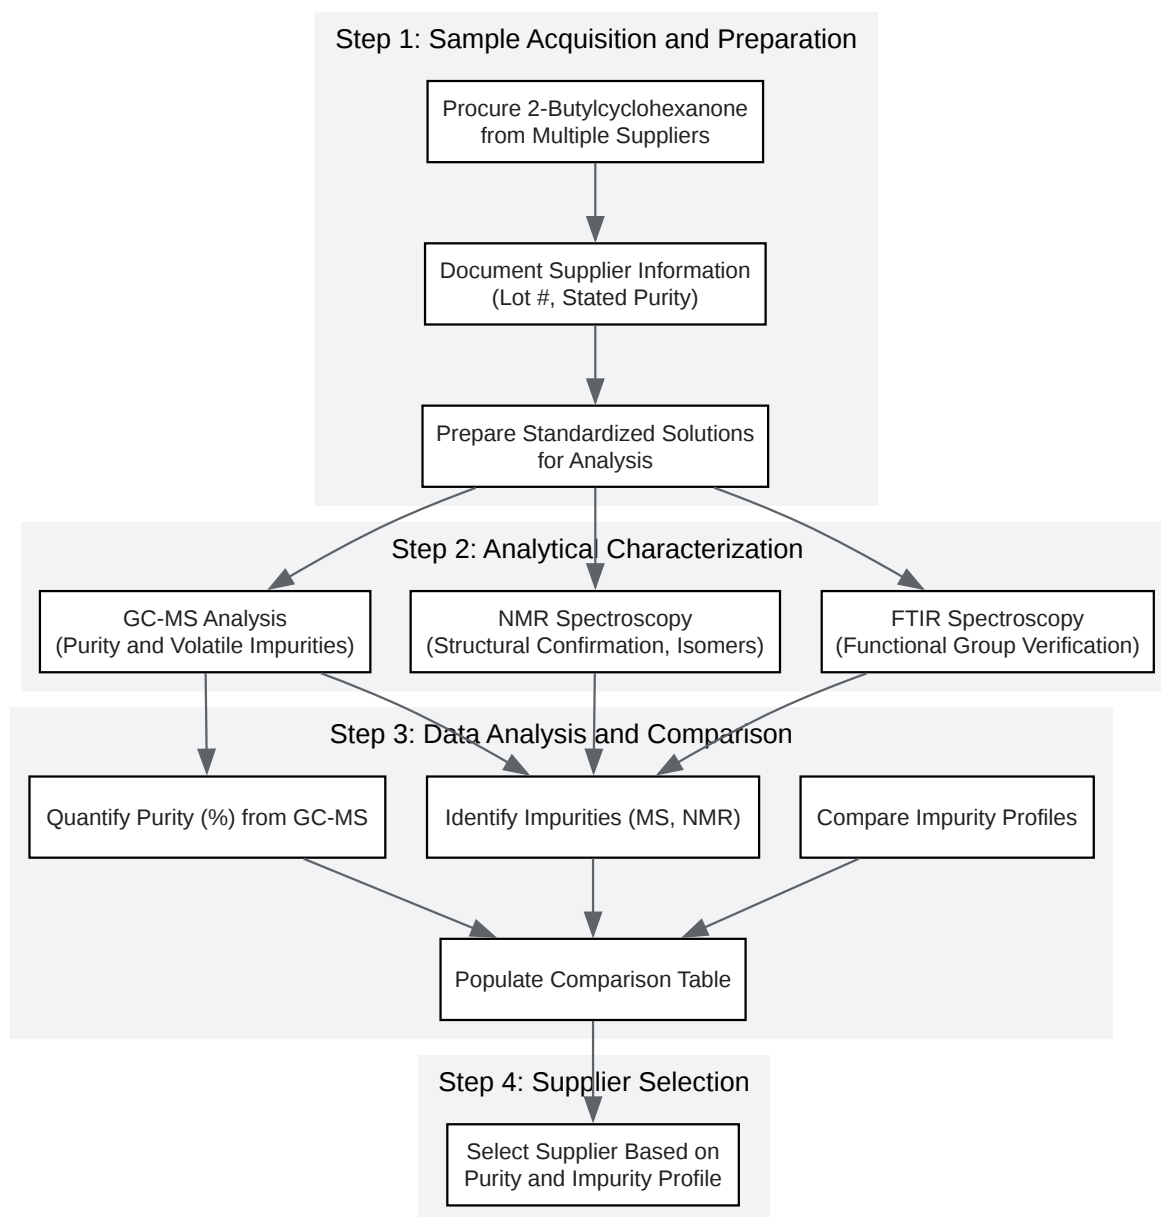 Step 1: Sample Acquisition and Preparation
Procure 2-Butylcyclohexanone
from Multiple Suppliers
Document Supplier Information
(Lot #, Stated Purity)
Prepare Standardized Solutions
for Analysis
Step 2: Analytical Characterization
GC-MS Analysis
(Purity and Volatile Impurities)
NMR Spectroscopy
(Structural Confirmation, Isomers)
FTIR Spectroscopy
(Functional Group Verification)
Step 3: Data Analysis and Comparison
Quantify Purity (%) from GC-MS
Identify Impurities (MS, NMR)
Compare Impurity Profiles
Populate Comparison Table
Step 4: Supplier Selection
Select Supplier Based on
Purity and Impurity Profile